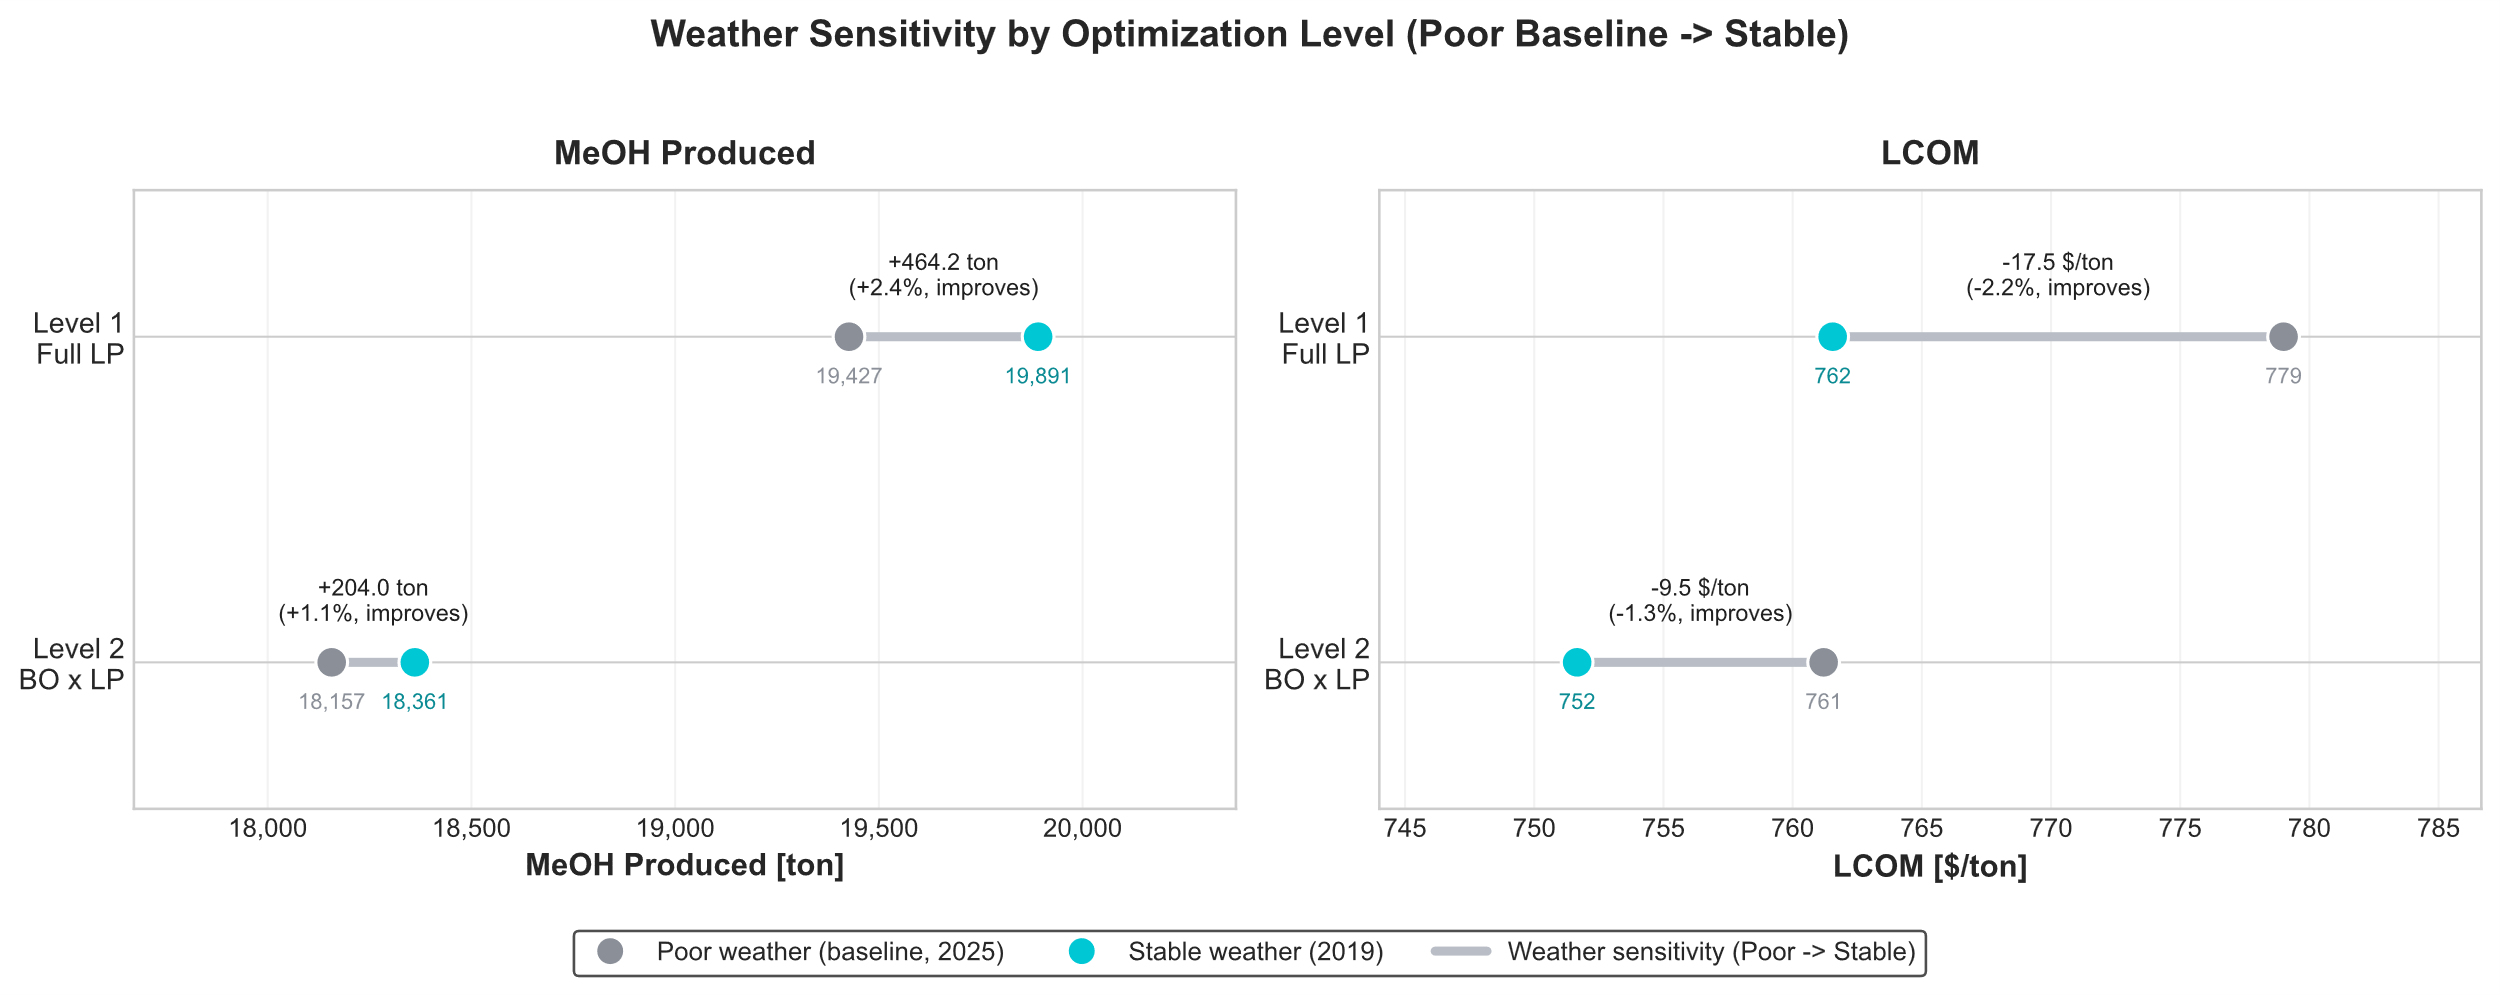 Weather Sensitivity by Optimization Level (Poor Baseline -> Stable)
MeOH Produced
+464.2 ton
(+2.4%, improves)
Level 1
Full LP
19,427
19,891
+204.0 ton
(+1.1%, improves)
Level 2
BO x LP
18,157
18,361
18,000
18,500
19,000
19,500
20,000
MeOH Produced [ton]
LCOM
-17.5 $/ton
(-2.2%, improves)
Level 1
Full LP
762
779
-9.5 $/ton
(-1.3%, improves)
Level 2
BO x LP
752
761
745
750
755
760
765
770
775
780
785
LCOM [$/ton]
Poor weather (baseline, 2025)
Stable weather (2019)
Weather sensitivity (Poor -> Stable)